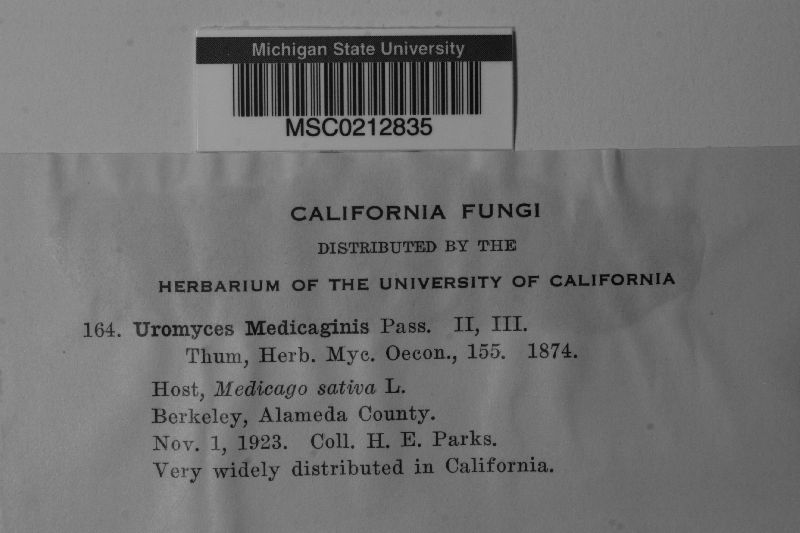 Michigan State University
MSC0212835
CALIFORNIA FUNGI
DISTRIBUTED BY THE
HERBARIUM OF THE UNIVERSITY OF CALIFORNIA
164. Uromyces Medicaginis Pass. II, III.
Thum, Herb. Myc. Oecon., 155. 1874.
Host, Medicago sativa L.
Berkeley, Alameda County.
Nov. 1, 1923. Coll. H. E. Parks.
Very widely distributed in California.